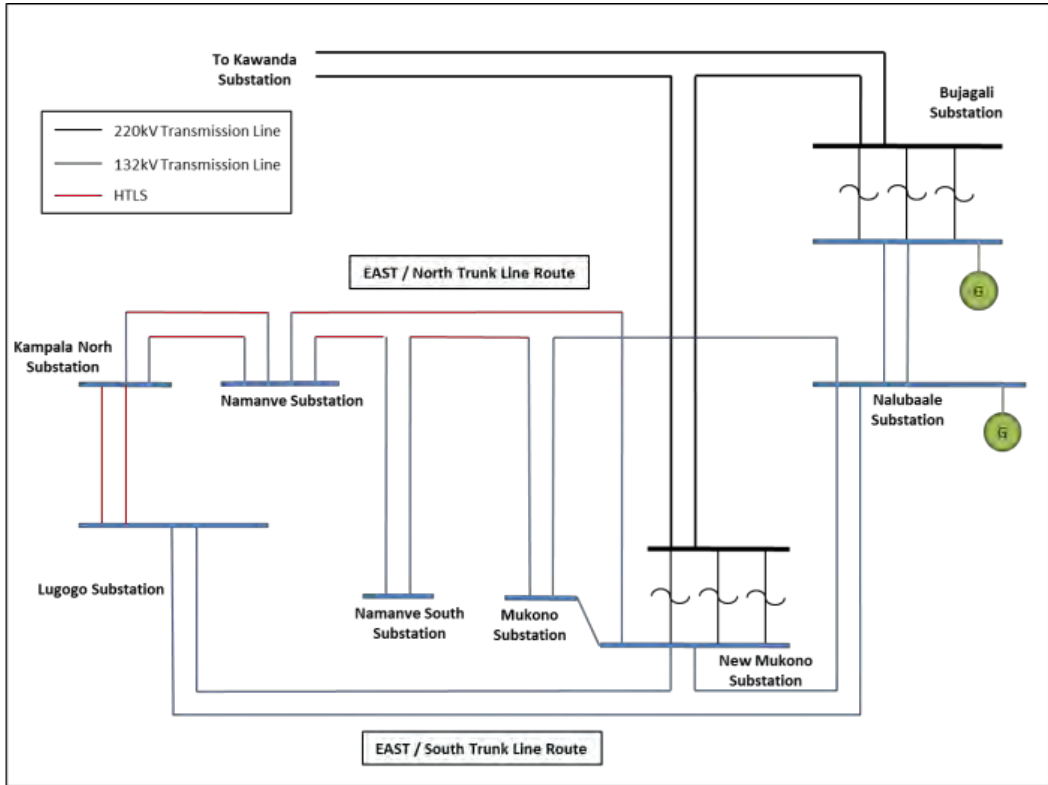 To Kawanda
Substation
Bujagali
Substation
220kV Transmission Line
132kV Transmission Line
HTLS
EAST / North Trunk Line Route
G
Kampala Norh
Substation
Namanve Substation
Nalubaale
Substation
G
Lugogo Substation
Namanve South
Substation
Mukono
Substation
New Mukono
Substation
EAST / South Trunk Line Route